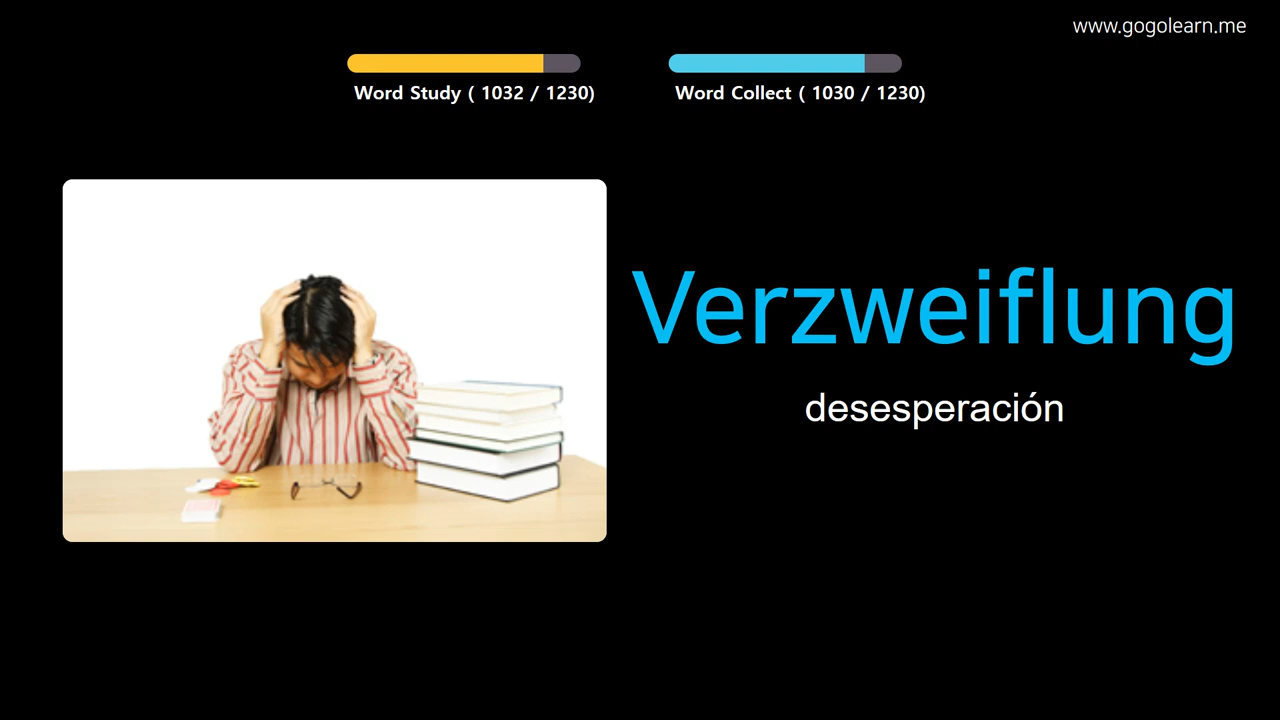 www.gogolearn.me
Word Study ( 1032 / 1230)
Word Collect ( 1030 / 1230)
Verzweiflung
desesperación